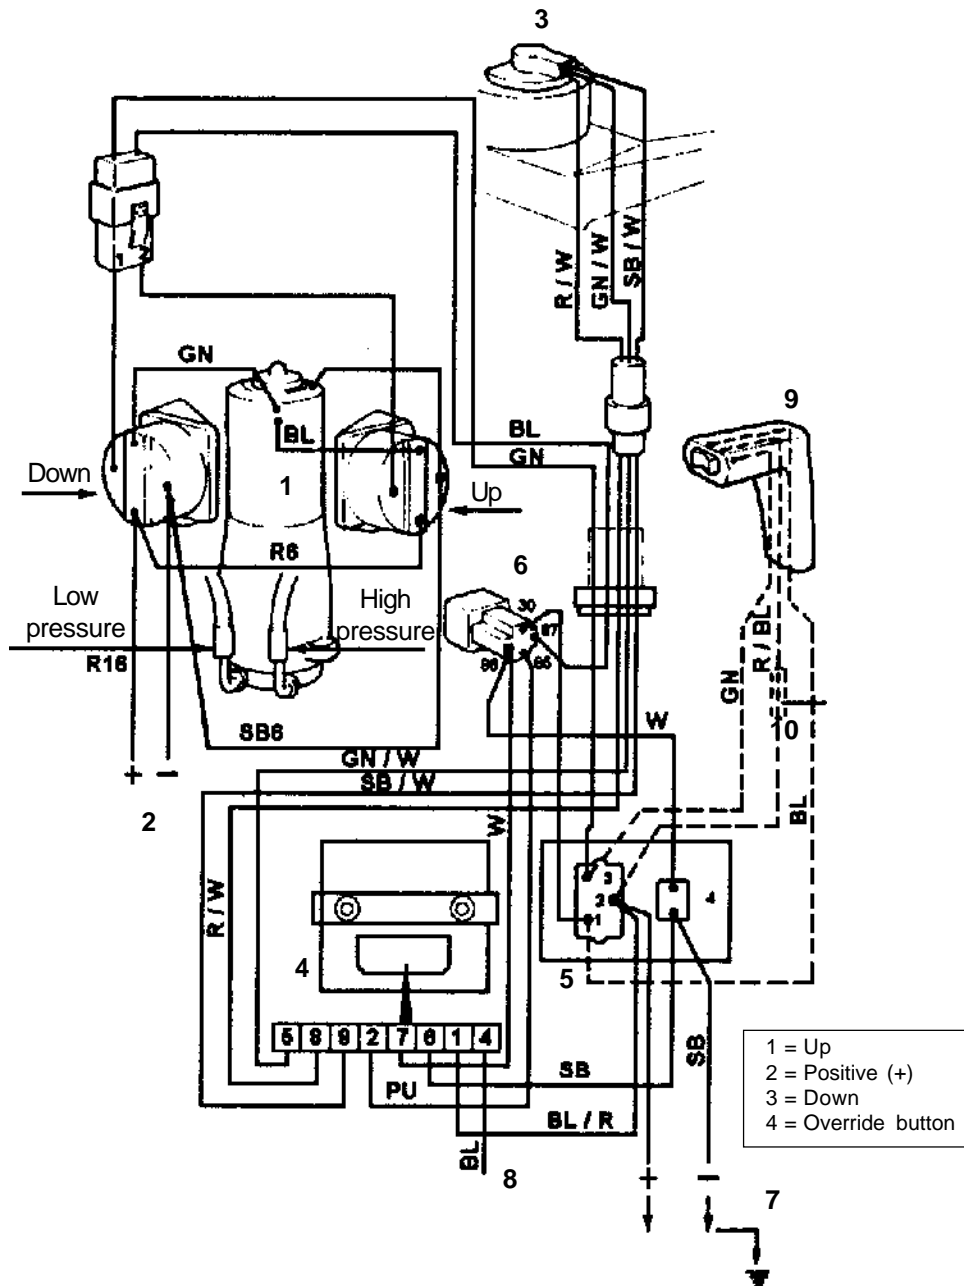 3
1 2
R/W
GN / W
SB / W
GN
BL
9
BL
GN
Down
1
Up
R6
6
Low
pressure
High
pressure
30
87
86
85
R16
GN
R / BL
W
0
SB6
GN / W
SB / W
+ −
2
W
BL
R / W
3
2
1
4
4
5
5 8 9 2 7 6 1 4
SB
SB
PU
BL / R
BL
8
+ −
7
1 = Up
2 = Positive (+)
3 = Down
4 = Override button